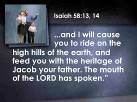 Isaiah 58:13, 14
...and I will cause
you to ride on the
high hills of the earth, and
feed you with the heritage of
Jacob your father. The mouth
of the LORD has spoken."